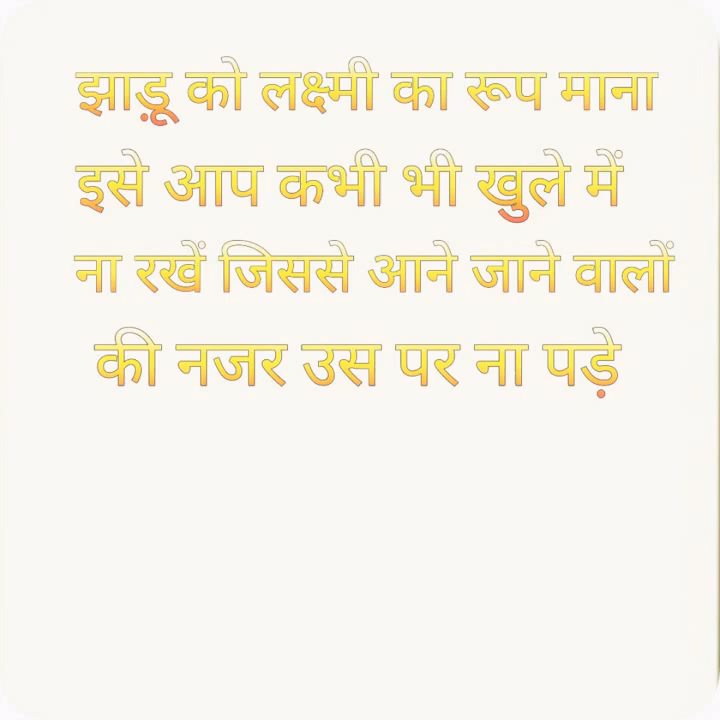 झाड़ू को लक्ष्मी का रूप माना
इसे आप कभी भी खुले में
ना रखें जिससे आने जाने वालों
की नजर उस पर ना पड़े